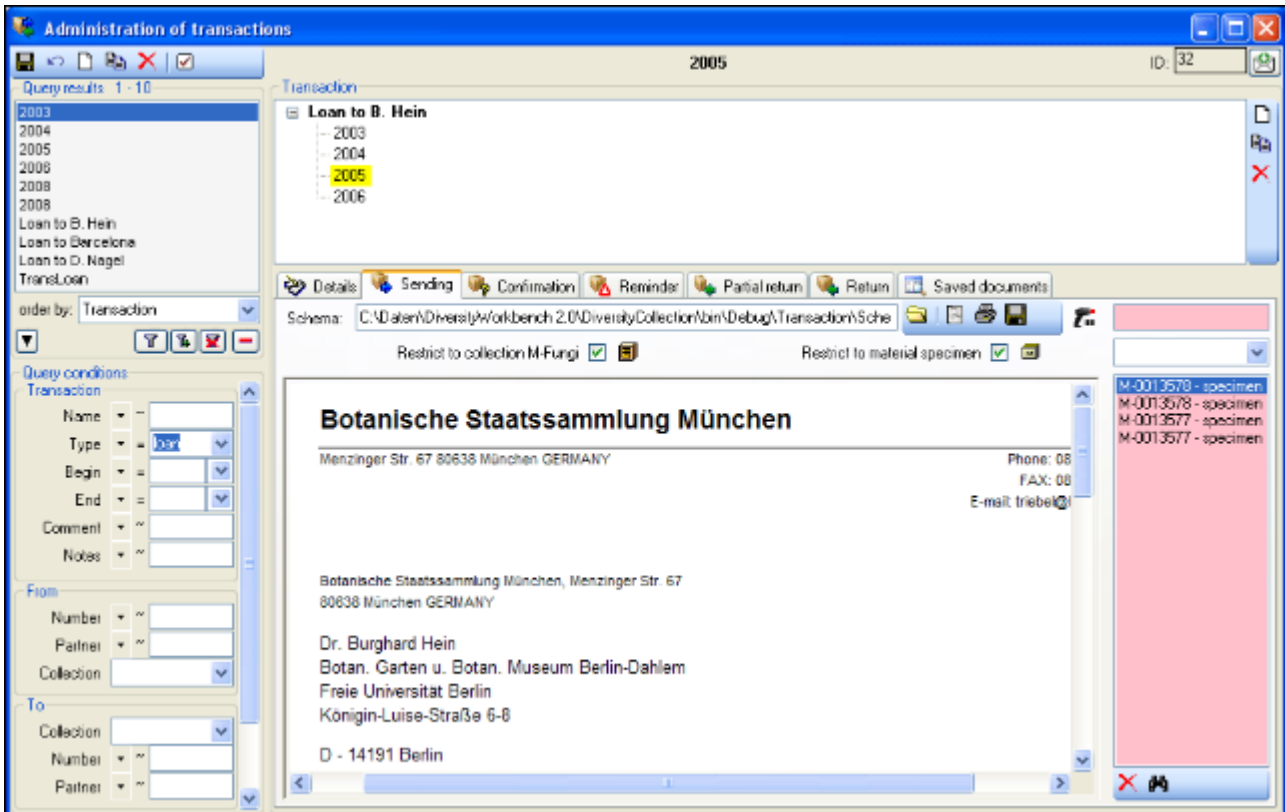 Administration of transactions
2005
ID: 32
Query results 1 - 10
2003
2004
2005
2006
2008
2008
Loan to B. Hein
Loan to Barcelona
Loan to D. Nagel
TransLoan
order by: Transaction
Query conditions
Transaction
Name ~
Type = loan
Begin =
End =
Comment ~
Notes ~
From
Number ~
Partner ~
Collection
To
Collection
Number ~
Partner ~
Transaction
Loan to B. Hein
2003
2004
2005
2006
Details Sending Confirmation Reminder Partial return Return Saved documents
Schema: C:\Daten\DiversityWorkbench 2.0\DiversityCollection\bin\Debug\Transaction\Sche
Restrict to collection M-Fungi Restrict to material specimen
Botanische Staatssammlung München
Menzinger Str. 67 80638 München GERMANY Phone: 08
FAX: 08
E-mail: triebel@
Botanische Staatssammlung München, Menzinger Str. 67
80638 München GERMANY
Dr. Burghard Hein
Botan. Garten u. Botan. Museum Berlin-Dahlem
Freie Universität Berlin
Königin-Luise-Straße 6-8
D - 14191 Berlin
M-0013578 - specimen
M-0013578 - specimen
M-0013577 - specimen
M-0013577 - specimen